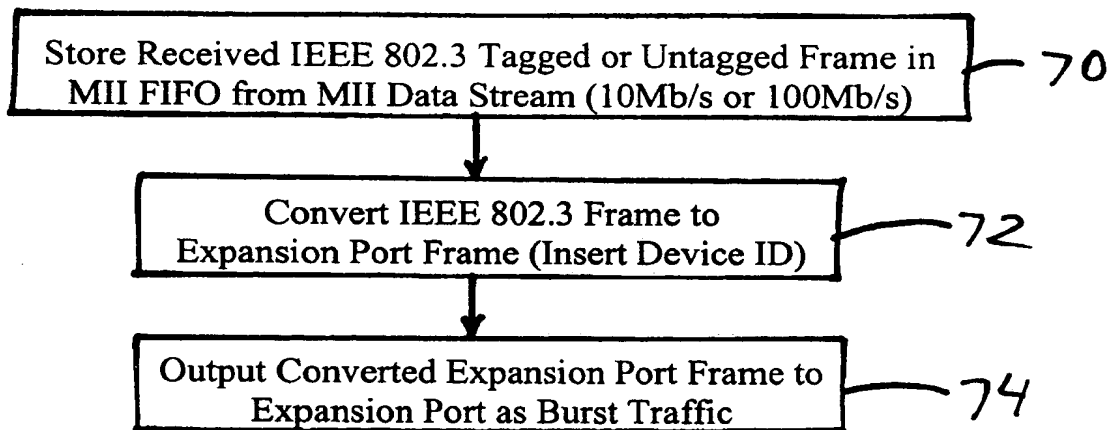 Store Received IEEE 802.3 Tagged or Untagged Frame in
MII FIFO from MII Data Stream (10Mb/s or 100Mb/s)
70
Convert IEEE 802.3 Frame to
Expansion Port Frame (Insert Device ID)
72
Output Converted Expansion Port Frame to
Expansion Port as Burst Traffic
74